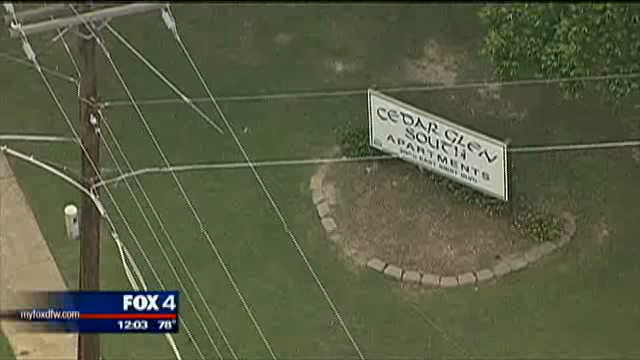 CEDAR GLEN
SOUTH
APARTMENTS
FOX 4
myfoxdfw.com
12:03 78°